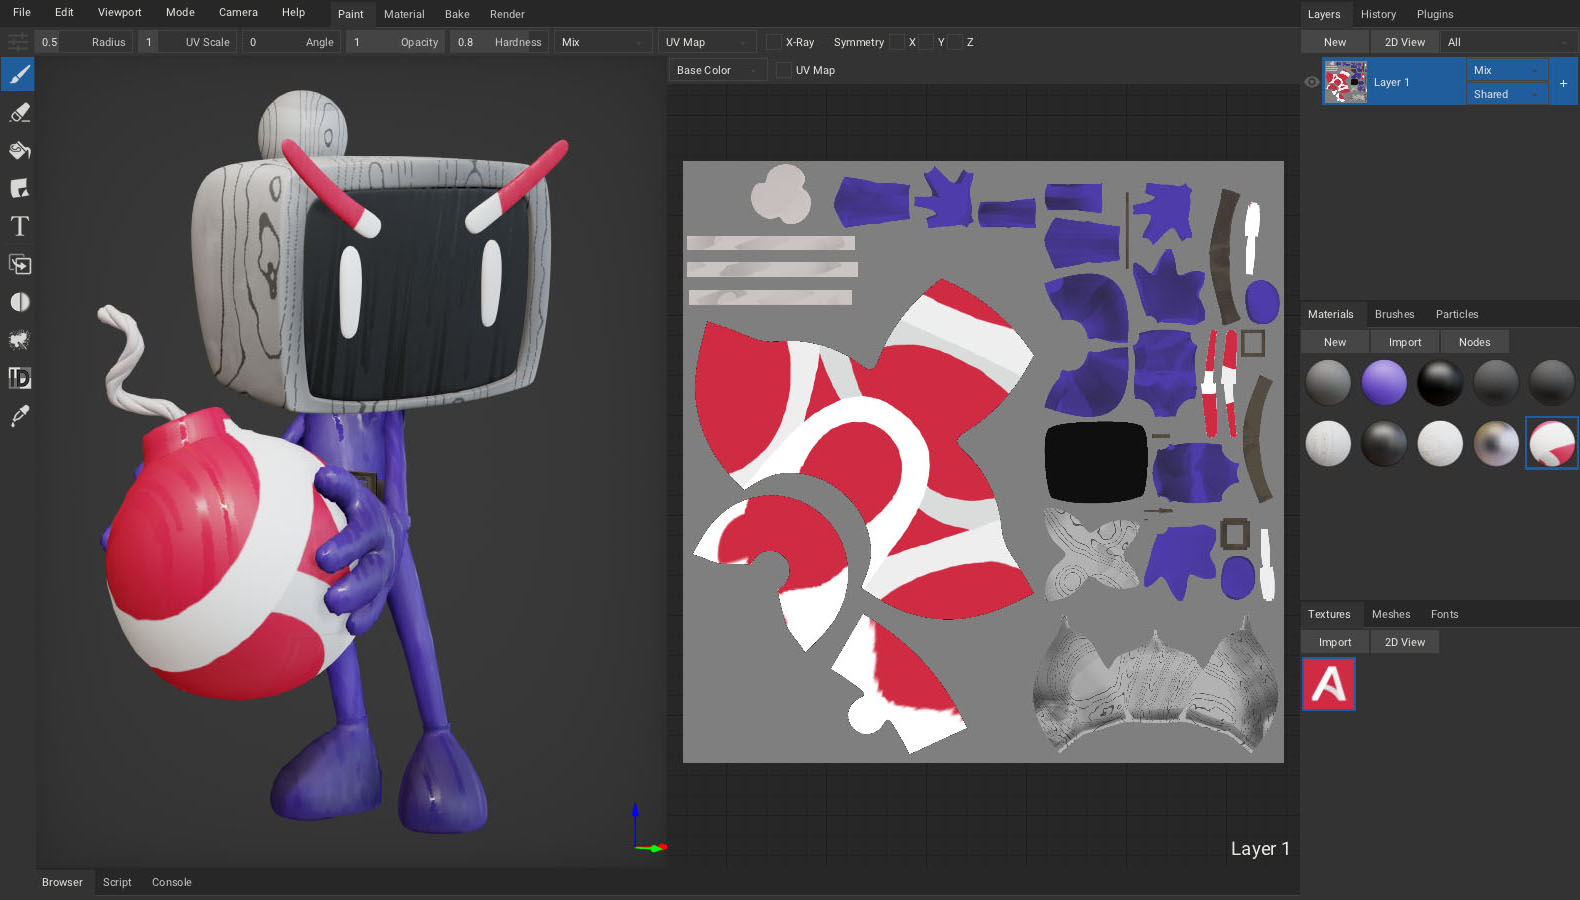 File Edit Viewport Mode Camera Help Paint Material Bake Render
0.5 Radius 1 UV Scale 0 Angle 1 Opacity 0.8 Hardness Mix UV Map X-Ray Symmetry X Y Z
Base Color UV Map
T
ID
Layer 1
Browser Script Console
Layers History Plugins
New 2D View All
Layer 1 Mix
Shared +
Materials Brushes Particles
New Import Nodes
Textures Meshes Fonts
Import 2D View
A